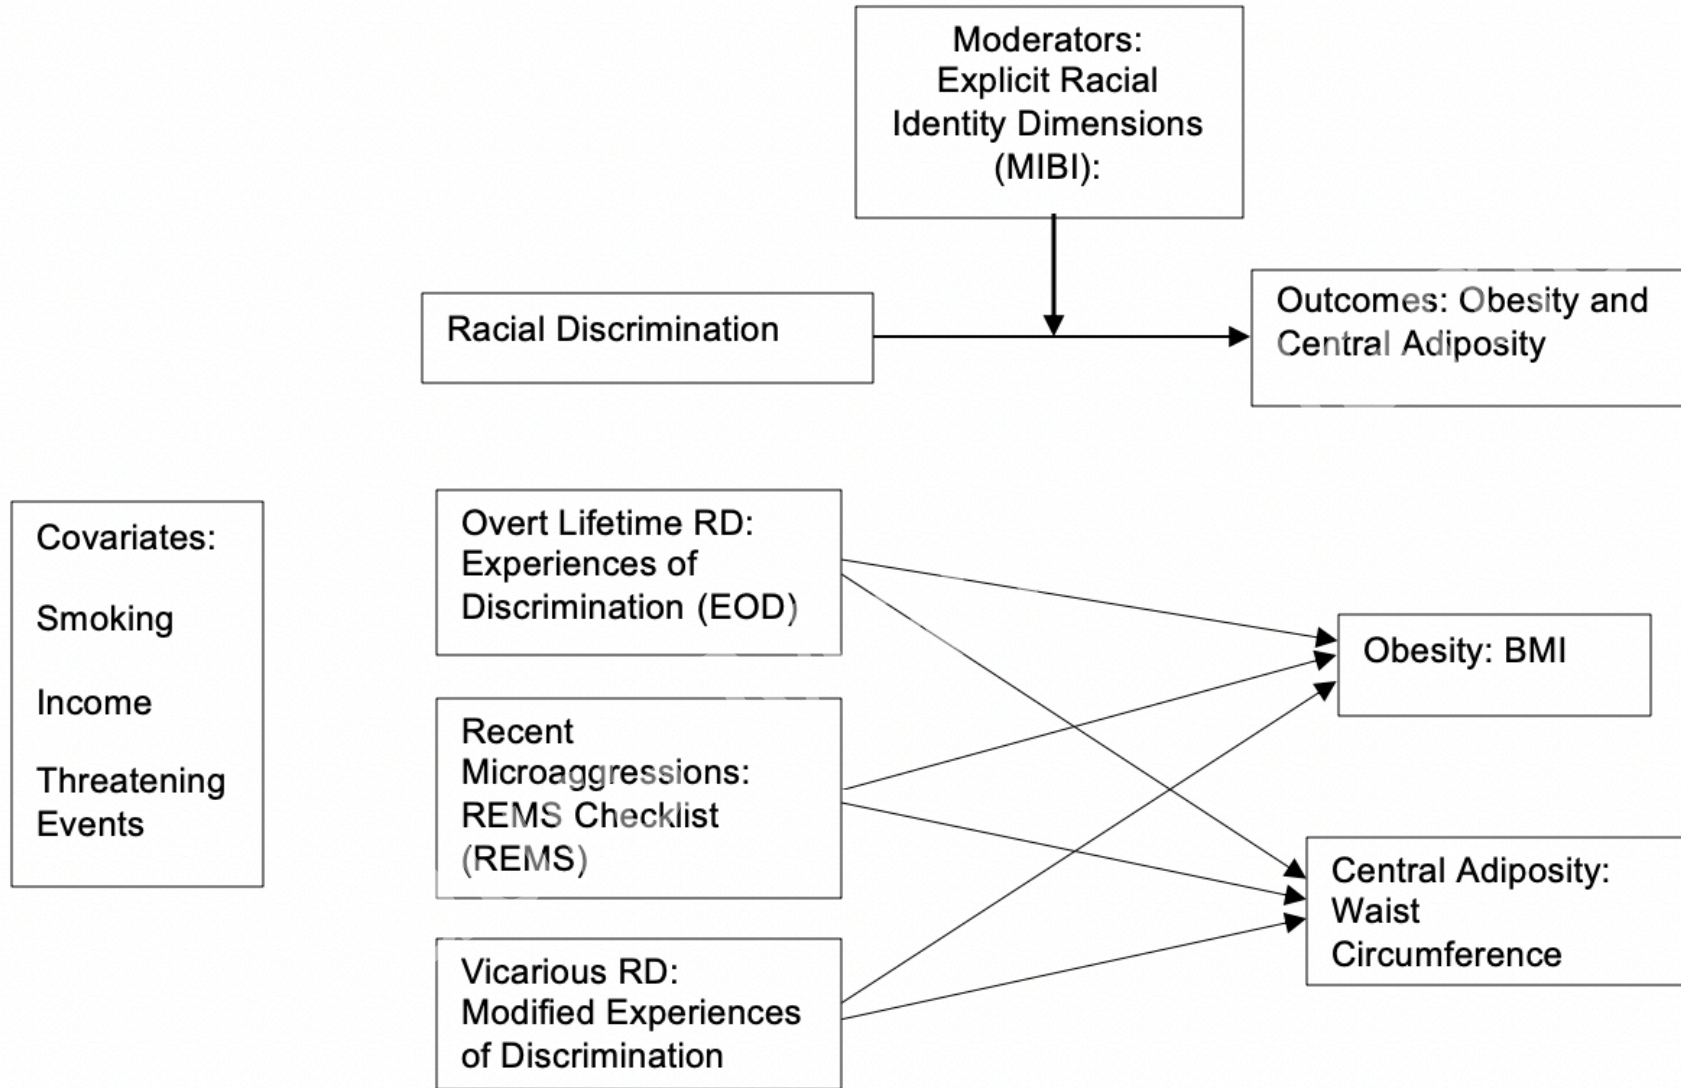 Moderators:
Explicit Racial
Identity Dimensions
(MIBI):
Racial Discrimination
Outcomes: Obesity and
Central Adiposity
Covariates:
Smoking
Income
Threatening
Events
Overt Lifetime RD:
Experiences of
Discrimination (EOD)
Recent
Microaggressions:
REMS Checklist
(REMS)
Vicarious RD:
Modified Experiences
of Discrimination
Obesity: BMI
Central Adiposity:
Waist
Circumference